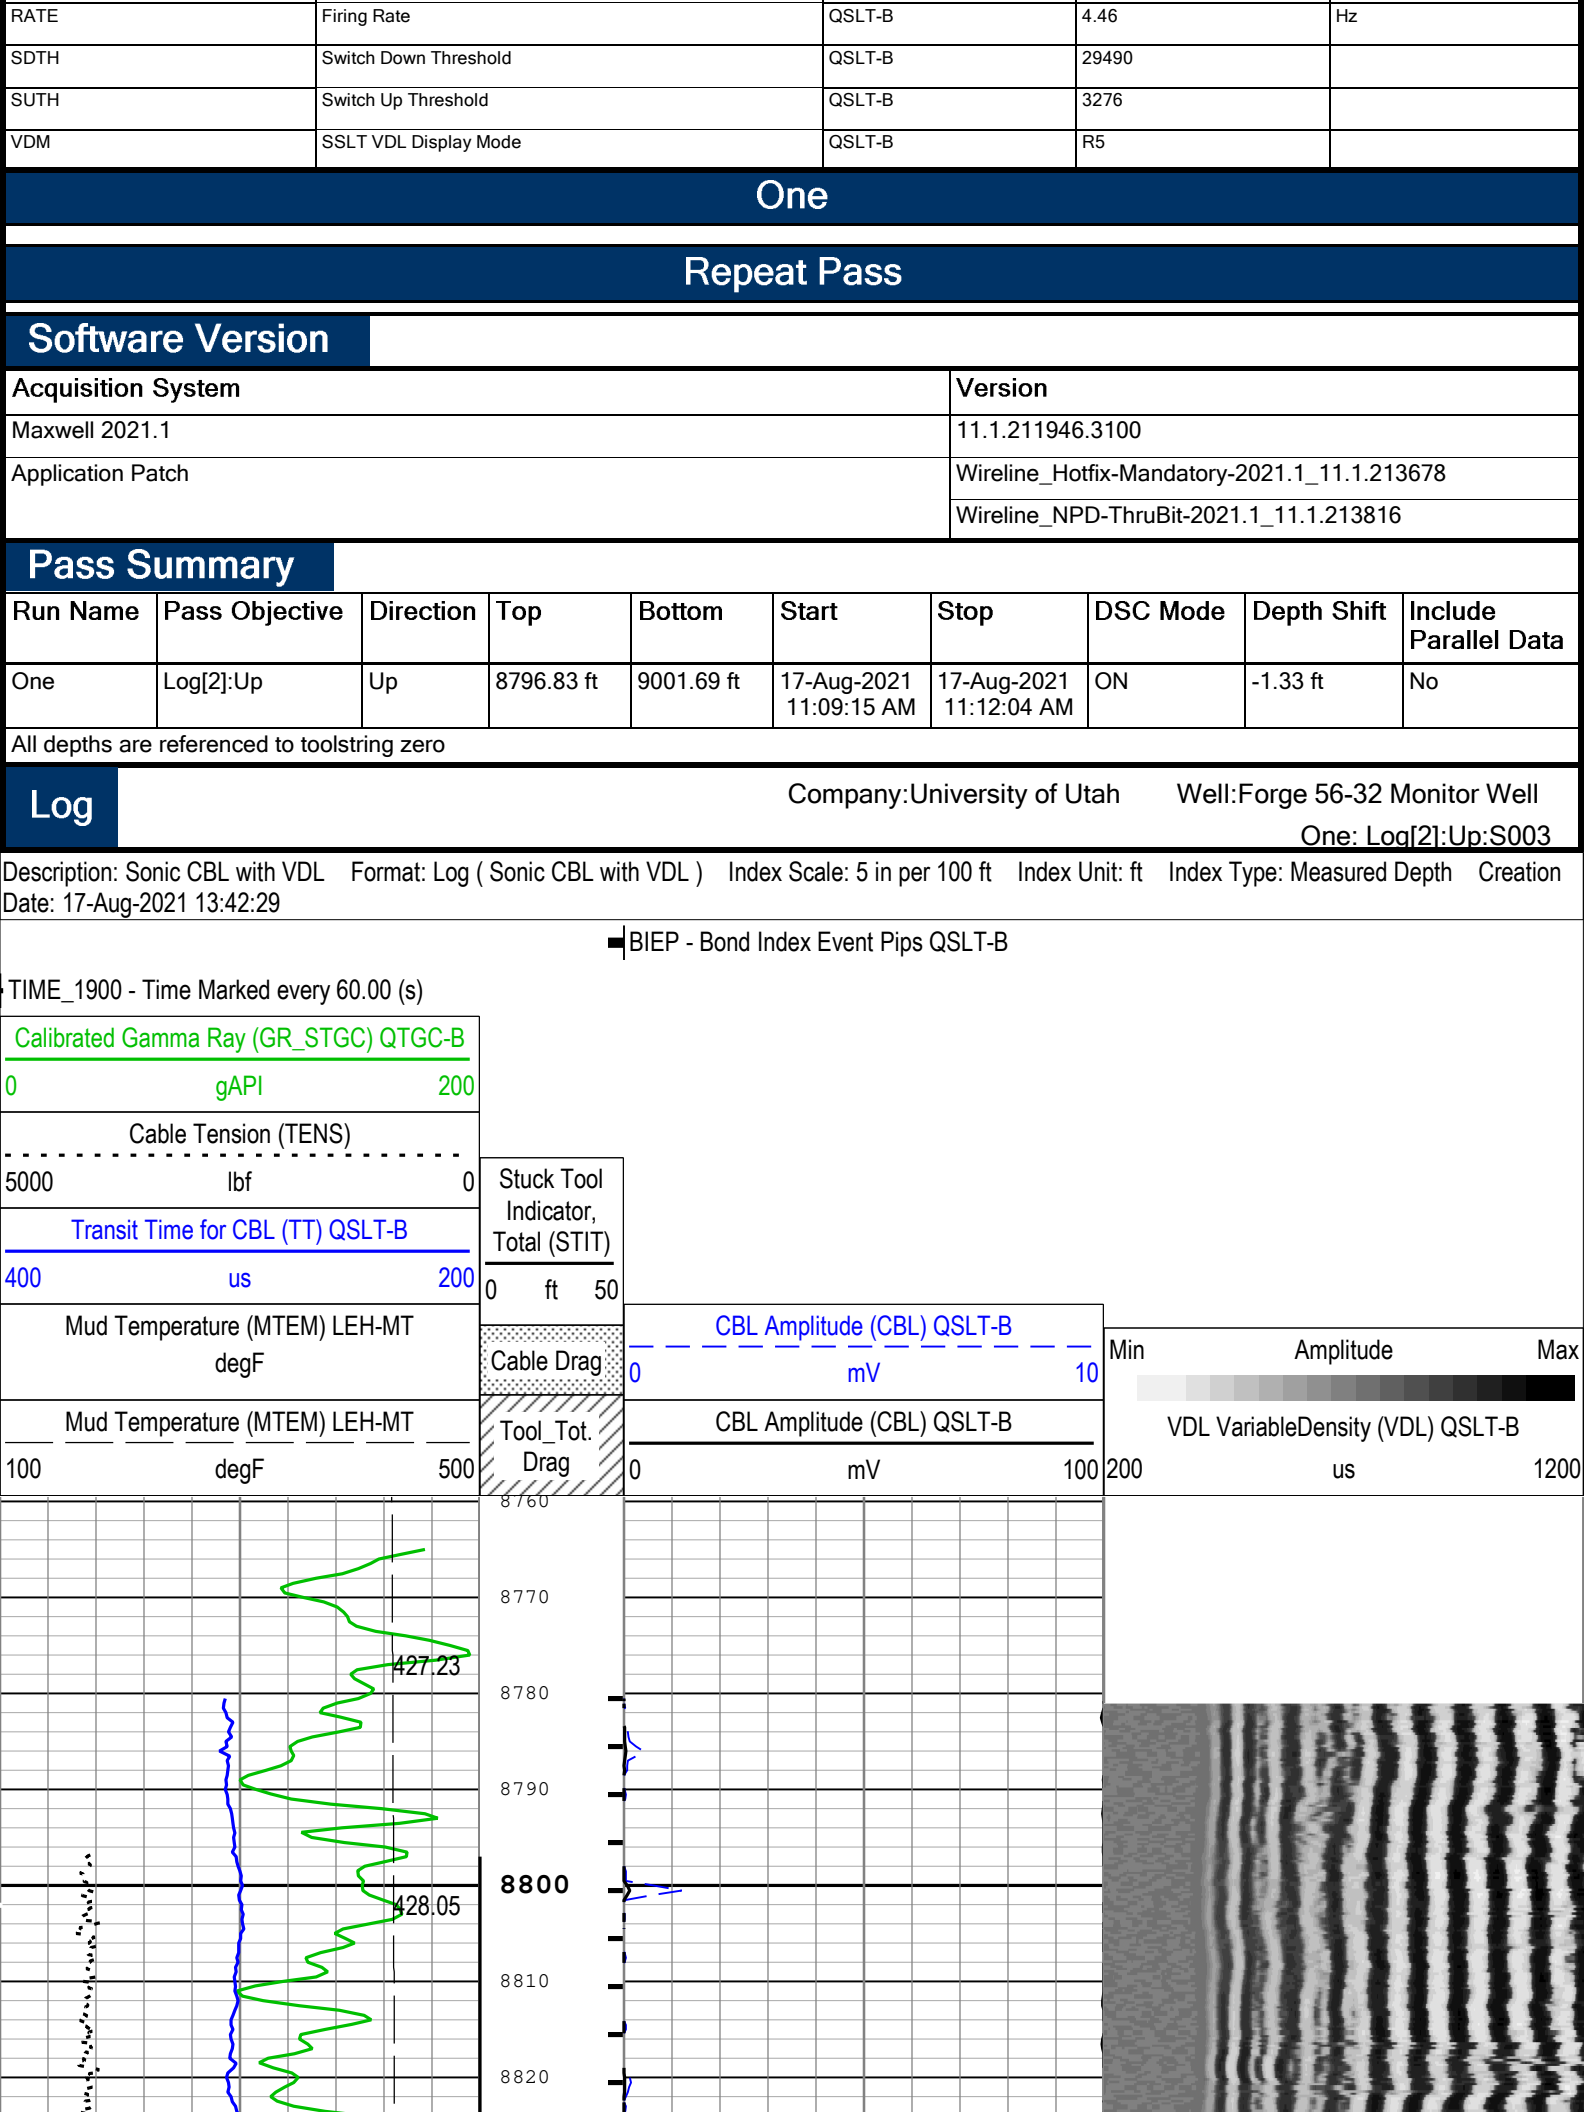 RATE Firing Rate QSLT-B 4.46 Hz
SDTH Switch Down Threshold QSLT-B 29490
SUTH Switch Up Threshold QSLT-B 3276
VDM SSLT VDL Display Mode QSLT-B R5
One
Repeat Pass
Software Version
Acquisition System Version
Maxwell 2021.1 11.1.211946.3100
Application Patch Wireline_Hotfix-Mandatory-2021.1_11.1.213678
Wireline_NPD-ThruBit-2021.1_11.1.213816
Pass Summary
Run Name Pass Objective Direction Top Bottom Start Stop DSC Mode Depth Shift Include
Parallel Data
One Log[2]:Up Up 8796.83 ft 9001.69 ft 17-Aug-2021 17-Aug-2021 ON -1.33 ft No
11:09:15 AM 11:12:04 AM
All depths are referenced to toolstring zero
Log
Company:University of Utah Well:Forge 56-32 Monitor Well
One: Log[2]:Up:S003
Description: Sonic CBL with VDL Format: Log ( Sonic CBL with VDL ) Index Scale: 5 in per 100 ft Index Unit: ft Index Type: Measured Depth Creation
Date: 17-Aug-2021 13:42:29
BIEP - Bond Index Event Pips QSLT-B
TIME_1900 - Time Marked every 60.00 (s)
Calibrated Gamma Ray (GR_STGC) QTGC-B
0 gAPI 200
Cable Tension (TENS)
5000 lbf 0
Transit Time for CBL (TT) QSLT-B
400 us 200
Mud Temperature (MTEM) LEH-MT
degF
Mud Temperature (MTEM) LEH-MT
100 degF 500
Stuck Tool
Indicator,
Total (STIT)
0 ft 50
Cable Drag
Tool_Tot.
Drag
CBL Amplitude (CBL) QSLT-B
0 mV 10
CBL Amplitude (CBL) QSLT-B
0 mV 100
Min Amplitude Max
VDL VariableDensity (VDL) QSLT-B
200 us 1200
8760
8770
427.23
8780
8790
8800
428.05
8810
8820